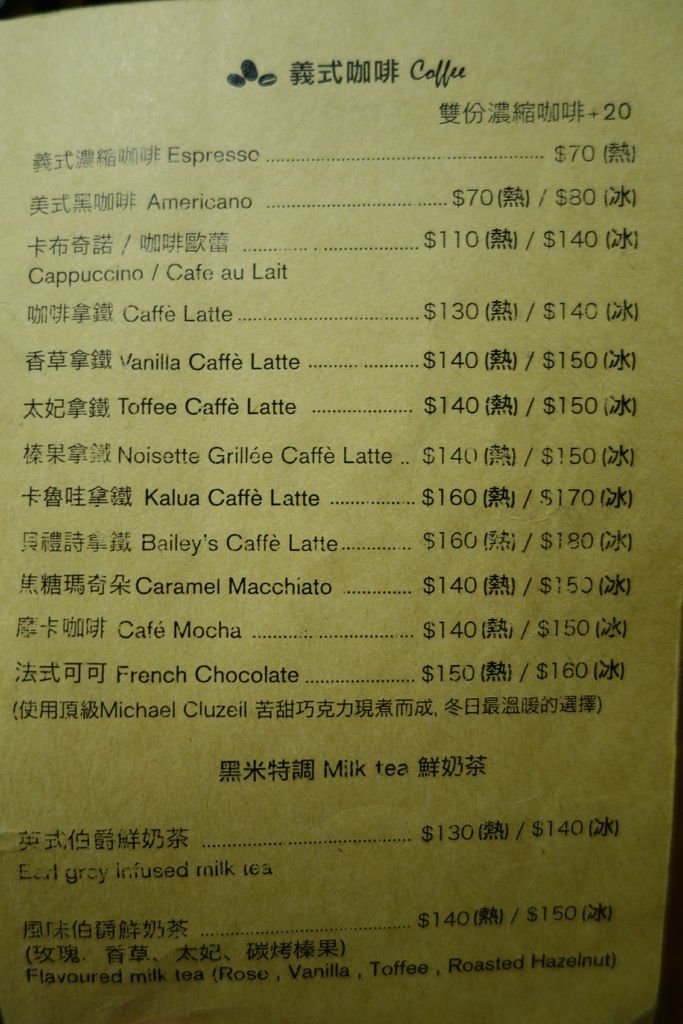 義式咖啡 Coffee
雙份濃縮咖啡+20
義式濃縮咖啡 Espresso ........ $70 (熱)
美式黑咖啡 Americano ........ $70 (熱) / $80 (冰)
卡布奇諾 / 咖啡歐蕾 ........ $110 (熱) / $140 (冰)
Cappuccino / Cafe au Lait
咖啡拿鐵 Caffè Latte ........ $130 (熱) / $140 (冰)
香草拿鐵 Vanilla Caffè Latte ........ $140 (熱) / $150 (冰)
太妃拿鐵 Toffee Caffè Latte ........ $140 (熱) / $150 (冰)
榛果拿鐵 Noisette Grillée Caffè Latte .. $140 (熱) / $150 (冰)
卡魯哇拿鐵 Kalua Caffè Latte ........ $160 (熱) / $170 (冰)
貝禮詩拿鐵 Bailey's Caffè Latte ........ $160 (熱) / $180 (冰)
焦糖瑪奇朵 Caramel Macchiato ........ $140 (熱) / $150 (冰)
摩卡咖啡 Café Mocha ........ $140 (熱) / $150 (冰)
法式可可 French Chocolate ........ $150 (熱) / $160 (冰)
(使用頂級Michael Cluzeil 苦甜巧克力現煮而成, 冬日最溫暖的選擇)
黑米特調 Milk tea 鮮奶茶
英式伯爵鮮奶茶 ........ $130 (熱) / $140 (冰)
Earl grey infused milk tea
風味伯爵鮮奶茶 ........ $140 (熱) / $150 (冰)
(玫瑰、香草、太妃、碳烤榛果)
Flavoured milk tea (Rose , Vanilla , Toffee , Roasted Hazelnut)